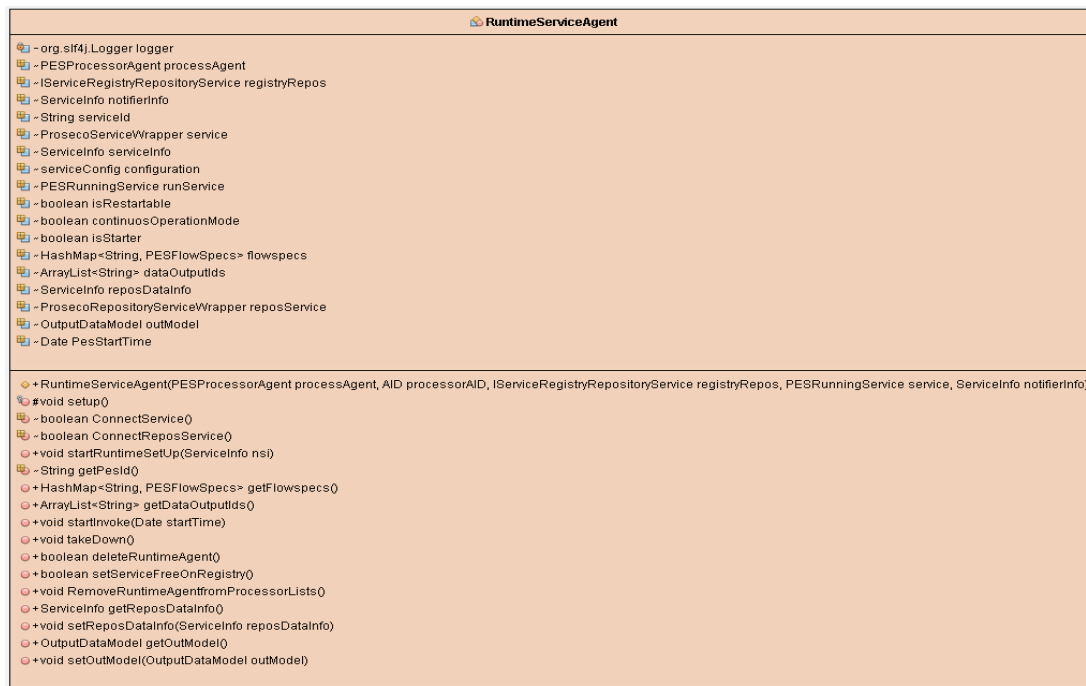 RuntimeServiceAgent
-org.slf4j.Logger logger
~PESProcessorAgent processAgent
~IServiceRegistryRepositoryService registryRepos
~ServiceInfo notifierInfo
~String serviceId
~ProsecoServiceWrapper service
~ServiceInfo serviceInfo
~serviceConfig configuration
~PESRunningService runService
~boolean isRestartable
~boolean continuosOperationMode
~boolean isStarter
~HashMap<String, PESFlowSpecs> flowspecs
~ArrayList<String> dataOutputIds
~ServiceInfo reposDataInfo
~ProsecoRepositoryServiceWrapper reposService
~OutputDataModel outModel
~Date PesStartTime
+RuntimeServiceAgent(PESProcessorAgent processAgent, AID processorAID, IServiceRegistryRepositoryService registryRepos, PESRunningService service, ServiceInfo notifierInfo)
#void setup()
~boolean ConnectService()
~boolean ConnectReposService()
+void startRuntimeSetUp(ServiceInfo nsi)
~String getPesId()
+HashMap<String, PESFlowSpecs> getFlowspecs()
+ArrayList<String> getDataOutputIds()
+void startInvoke(Date startTime)
+void takeDown()
+boolean deleteRuntimeAgent()
+boolean setServiceFreeOnRegistry()
+void RemoveRuntimeAgentfromProcessorLists()
+ServiceInfo getReposDataInfo()
+void setReposDataInfo(ServiceInfo reposDataInfo)
+OutputDataModel getOutModel()
+void setOutModel(OutputDataModel outModel)